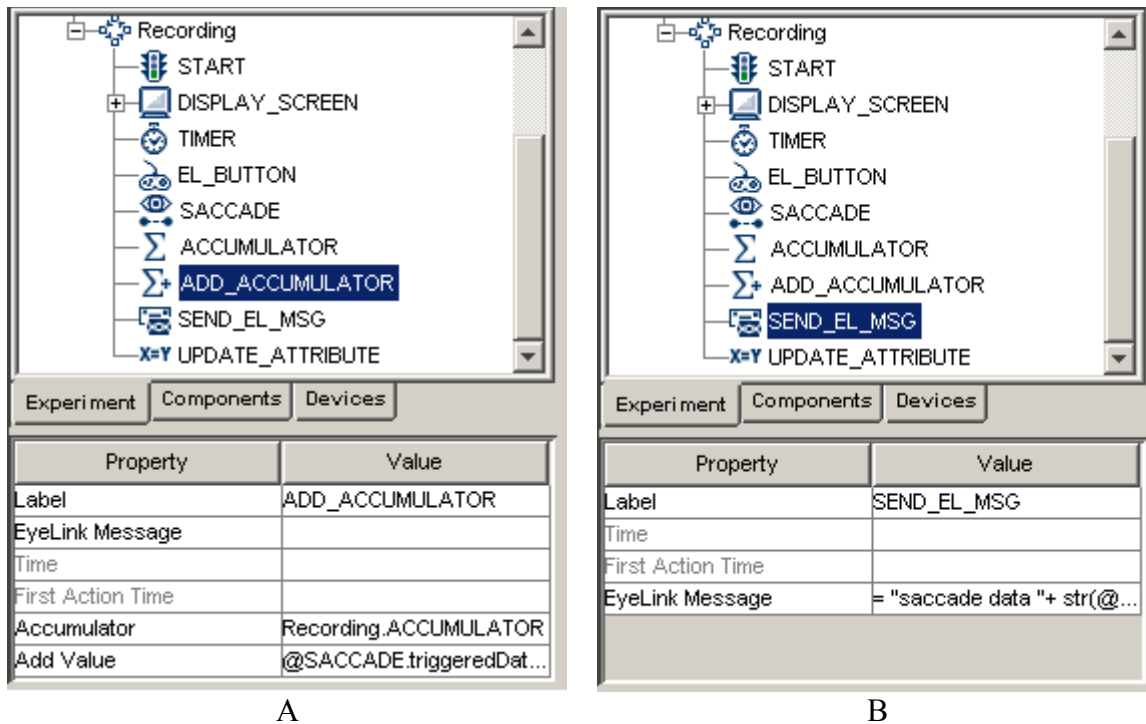 Recording
START
DISPLAY_SCREEN
TIMER
EL_BUTTON
SACCADE
ACCUMULATOR
ADD_ACCUMULATOR
SEND_EL_MSG
X=Y UPDATE_ATTRIBUTE
Experiment Components Devices
Property Value
Label ADD_ACCUMULATOR
EyeLink Message
Time
First Action Time
Accumulator Recording.ACCUMULATOR
Add Value @SACCADE.triggeredDat...
A
Recording
START
DISPLAY_SCREEN
TIMER
EL_BUTTON
SACCADE
ACCUMULATOR
ADD_ACCUMULATOR
SEND_EL_MSG
X=Y UPDATE_ATTRIBUTE
Experiment Components Devices
Property Value
Label SEND_EL_MSG
Time
First Action Time
EyeLink Message = "saccade data "+ str(@...
B